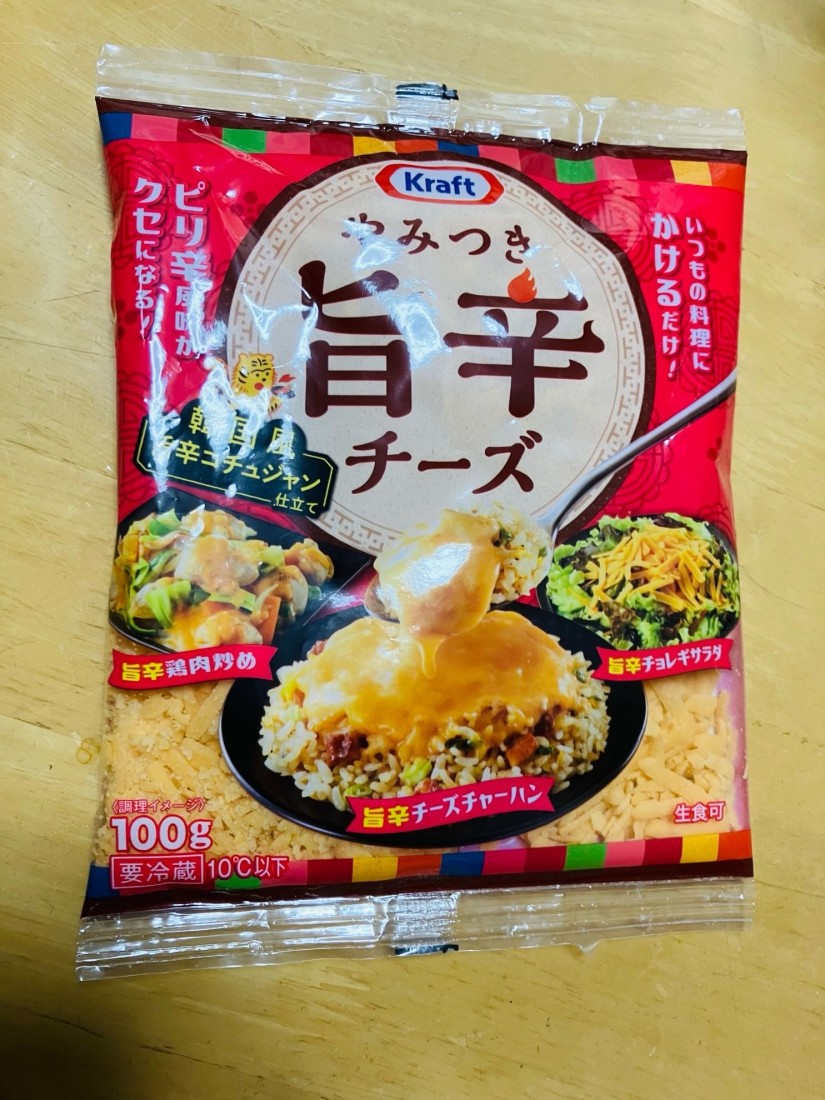 Kraft
やみつき
旨辛
チーズ
ピリ辛風味が
クセになる!
いつもの料理に
かけるだけ!
韓国風
旨辛コチュジャン
仕立て
旨辛鶏肉炒め
旨辛チョレギサラダ
旨辛チーズチャーハン
〈調理イメージ〉
100g
要冷蔵 10℃以下
生食可